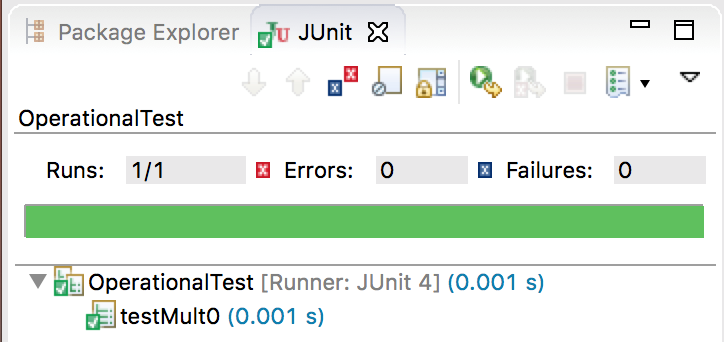 Package Explorer JUnit
OperationalTest
Runs: 1/1 Errors: 0 Failures: 0
OperationalTest [Runner: JUnit 4] (0.001 s)
testMult0 (0.001 s)